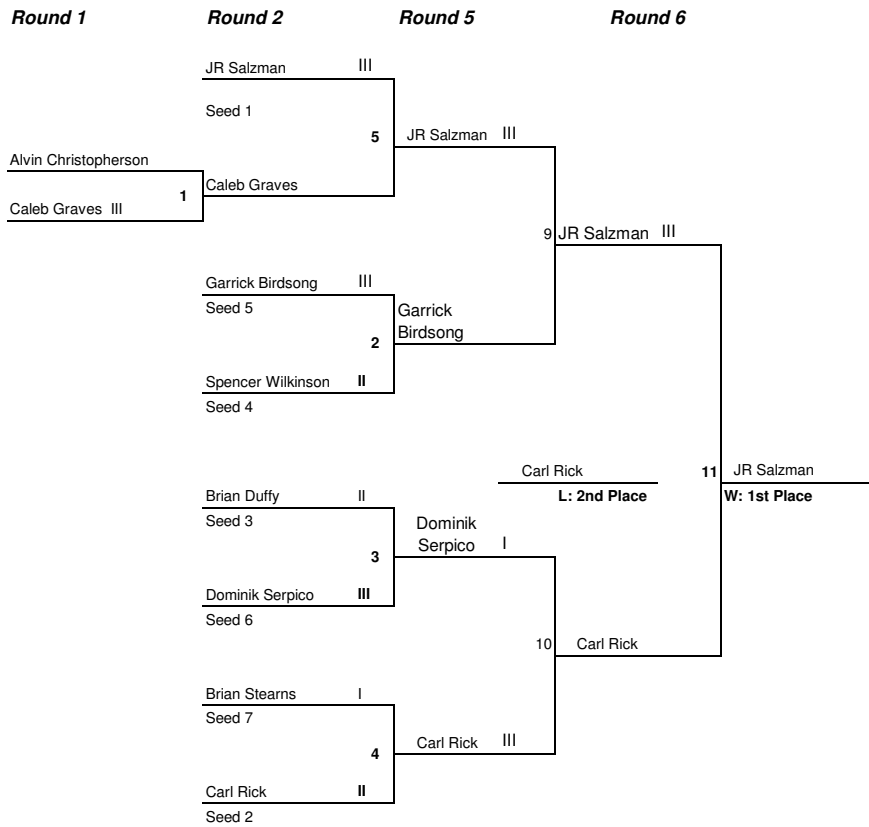 Round 1 Round 2 Round 5 Round 6
JR Salzman III
Seed 1
5 JR Salzman III
Alvin Christopherson
1 Caleb Graves
Caleb Graves III
9 JR Salzman III
Garrick Birdsong III
Seed 5
Garrick
Birdsong
2
Spencer Wilkinson II
Seed 4
Carl Rick 11 JR Salzman
L: 2nd Place W: 1st Place
Brian Duffy II
Seed 3
Dominik
Serpico I
3
Dominik Serpico III
Seed 6
10 Carl Rick
Brian Stearns I
Seed 7
4 Carl Rick III
Carl Rick II
Seed 2